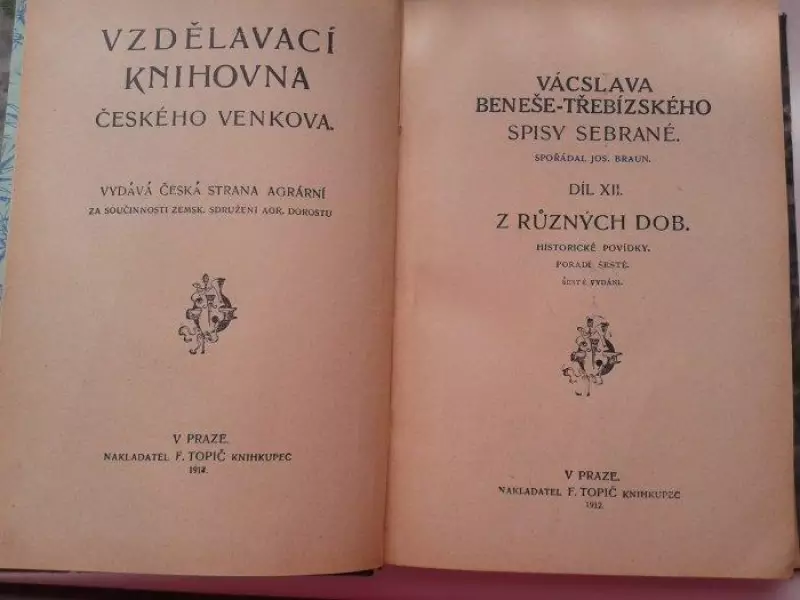 VZDĚLAVACÍ
KNIHOVNA
ČESKÉHO VENKOVA.
VYDÁVÁ ČESKÁ STRANA AGRÁRNÍ
ZA SOUČINNOSTI ZEMSK. SDRUŽENÍ AGR. DOROSTU
V PRAZE.
NAKLADATEL F. TOPIČ KNIHKUPEC
1912.
VÁCSLAVA
BENEŠE-TŘEBÍZSKÉHO
SPISY SEBRANÉ.
SPOŘÁDAL JOS. BRAUN.
DÍL XII.
Z RŮZNÝCH DOB.
HISTORICKÉ POVÍDKY.
POŘADÍ ŠESTÉ.
ŠESTÉ VYDÁNÍ.
V PRAZE.
NAKLADATEL F. TOPIČ KNIHKUPEC
1912